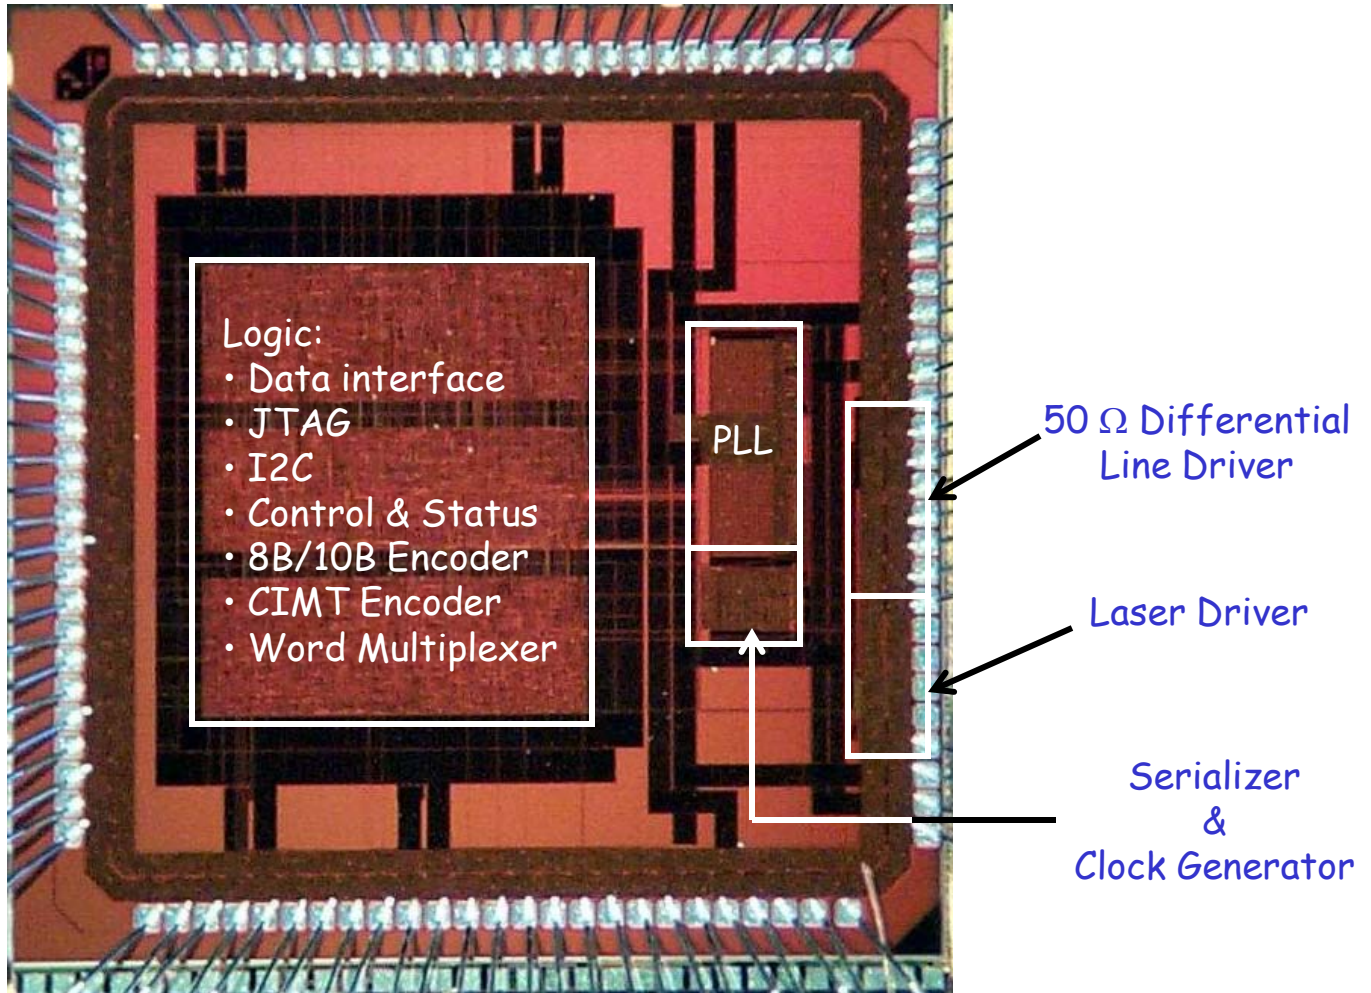 Logic:
• Data interface
• JTAG
• I2C
• Control & Status
• 8B/10B Encoder
• CIMT Encoder
• Word Multiplexer
PLL
50 Ω Differential
Line Driver
Laser Driver
Serializer
&
Clock Generator